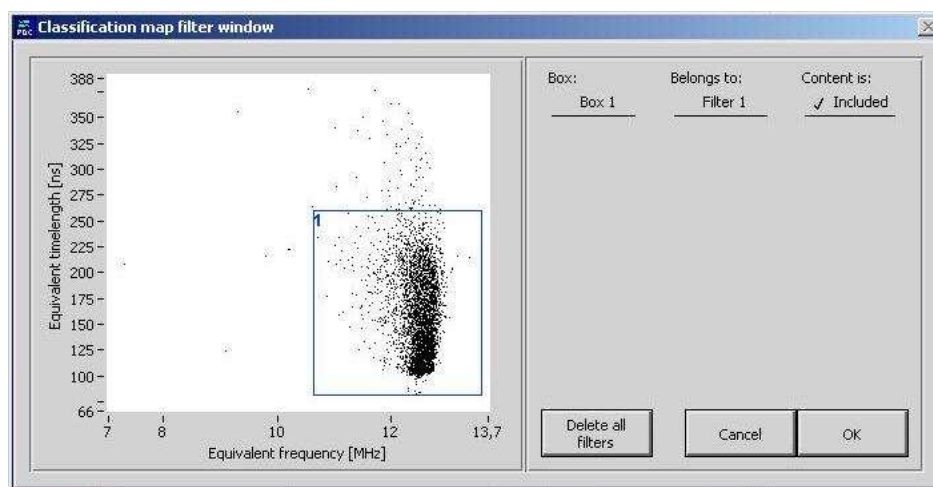 PDC Classification map filter window
388
350
325
300
275
250
225
200
175
150
125
100
66
Equivalent timelength [ns]
1
7 8 10 12 13,7
Equivalent frequency [MHz]
Box: Belongs to: Content is:
Box 1 Filter 1 ✓ Included
Delete all
filters
Cancel
OK